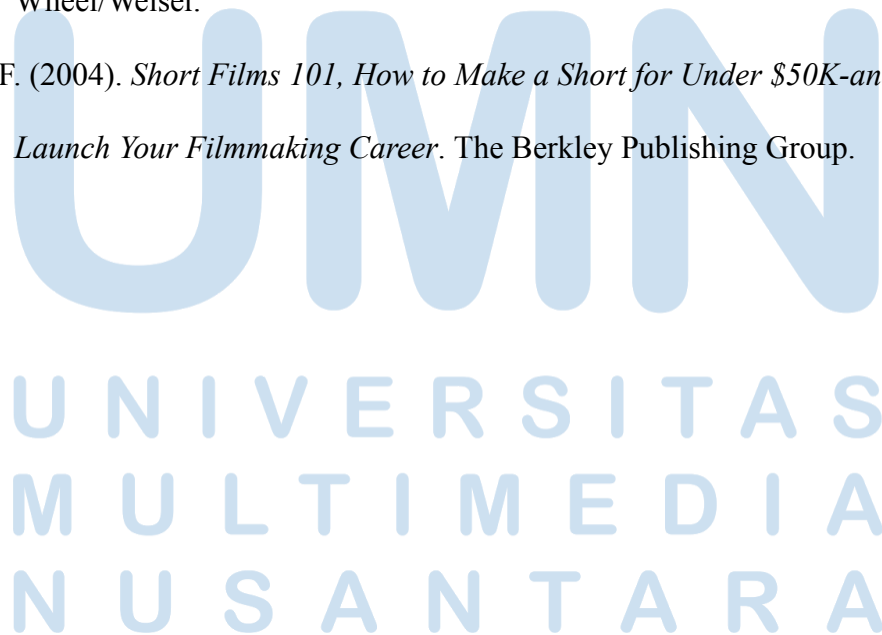 Wheel/Weiser.
F. (2004). Short Films 101, How to Make a Short for Under $50K-an
Launch Your Filmmaking Career. The Berkley Publishing Group.
UMN
UNIVERSITAS
MULTIMEDIA
NUSANTARA